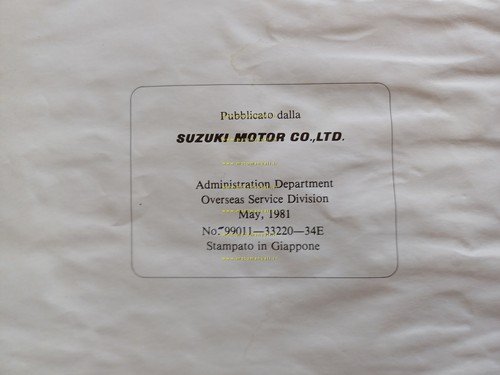 Pubblicato dalla
SUZUKI MOTOR CO.,LTD.
Administration Department
Overseas Service Division
May, 1981
No. 99011—33220—34E
Stampato in Giappone